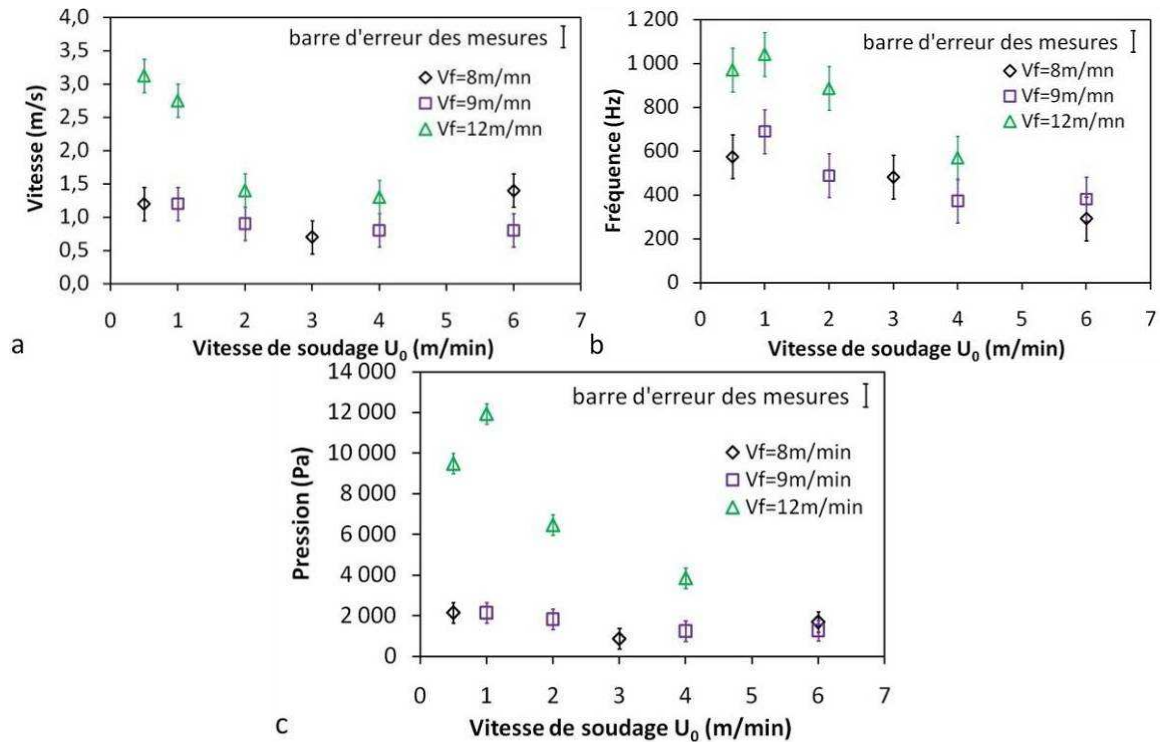 4,0
3,5
3,0
2,5
2,0
1,5
1,0
0,5
0,0
Vitesse (m/s)
barre d'erreur des mesures
Vf=8m/mn
Vf=9m/mn
Vf=12m/mn
0 1 2 3 4 5 6 7
Vitesse de soudage U₀ (m/min)
a
1 200
1 000
800
600
400
200
0
Fréquence (Hz)
barre d'erreur des mesures
Vf=8m/mn
Vf=9m/mn
Vf=12m/mn
0 1 2 3 4 5 6 7
Vitesse de soudage U₀ (m/min)
b
14 000
12 000
10 000
8 000
6 000
4 000
2 000
0
Pression (Pa)
barre d'erreur des mesures
Vf=8m/min
Vf=9m/min
Vf=12m/min
0 1 2 3 4 5 6 7
Vitesse de soudage U₀ (m/min)
c